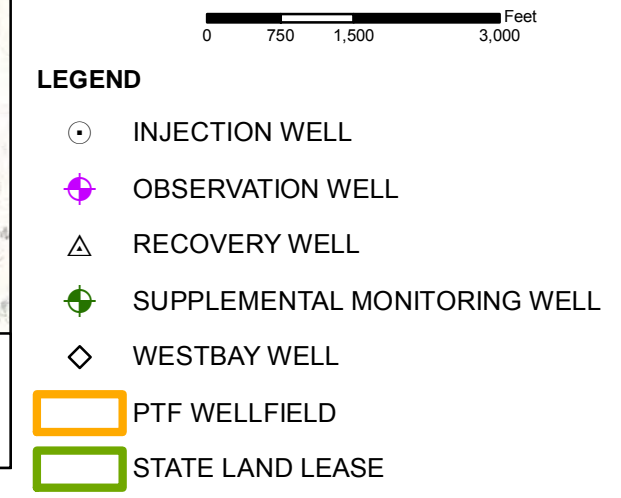 Feet
0 750 1,500 3,000
LEGEND
INJECTION WELL
OBSERVATION WELL
RECOVERY WELL
SUPPLEMENTAL MONITORING WELL
WESTBAY WELL
PTF WELLFIELD
STATE LAND LEASE